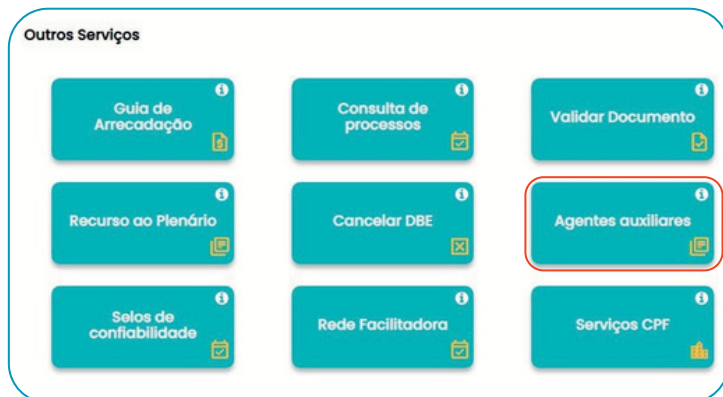 Outros Serviços
Guia de
Arrecadação
Consulta de
processos
Validar Documento
Recurso ao Plenário
Cancelar DBE
Agentes auxiliares
Selos de
confiabilidade
Rede Facilitadora
Serviços CPF